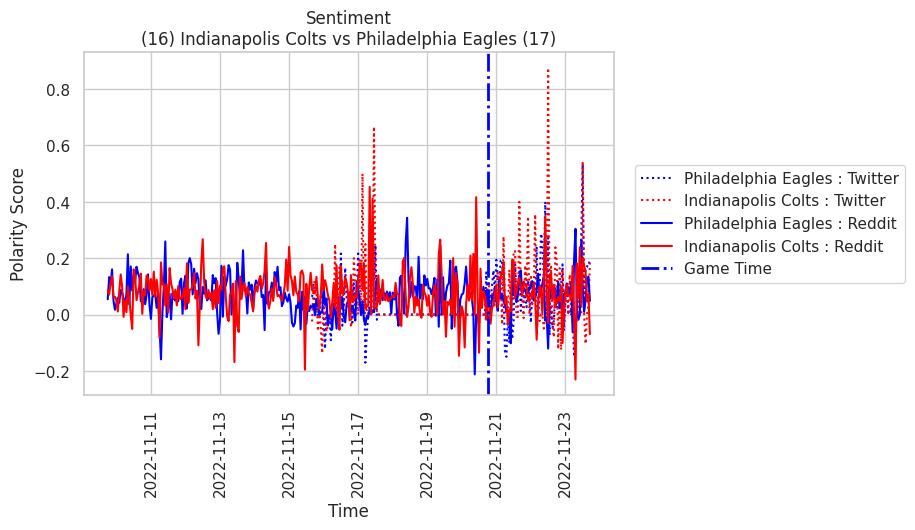 Sentiment
(16) Indianapolis Colts vs Philadelphia Eagles (17)
Polarity Score
0.8
0.6
0.4
0.2
0.0
−0.2
2022-11-11
2022-11-13
2022-11-15
2022-11-17
2022-11-19
2022-11-21
2022-11-23
Time
Philadelphia Eagles : Twitter
Indianapolis Colts : Twitter
Philadelphia Eagles : Reddit
Indianapolis Colts : Reddit
Game Time